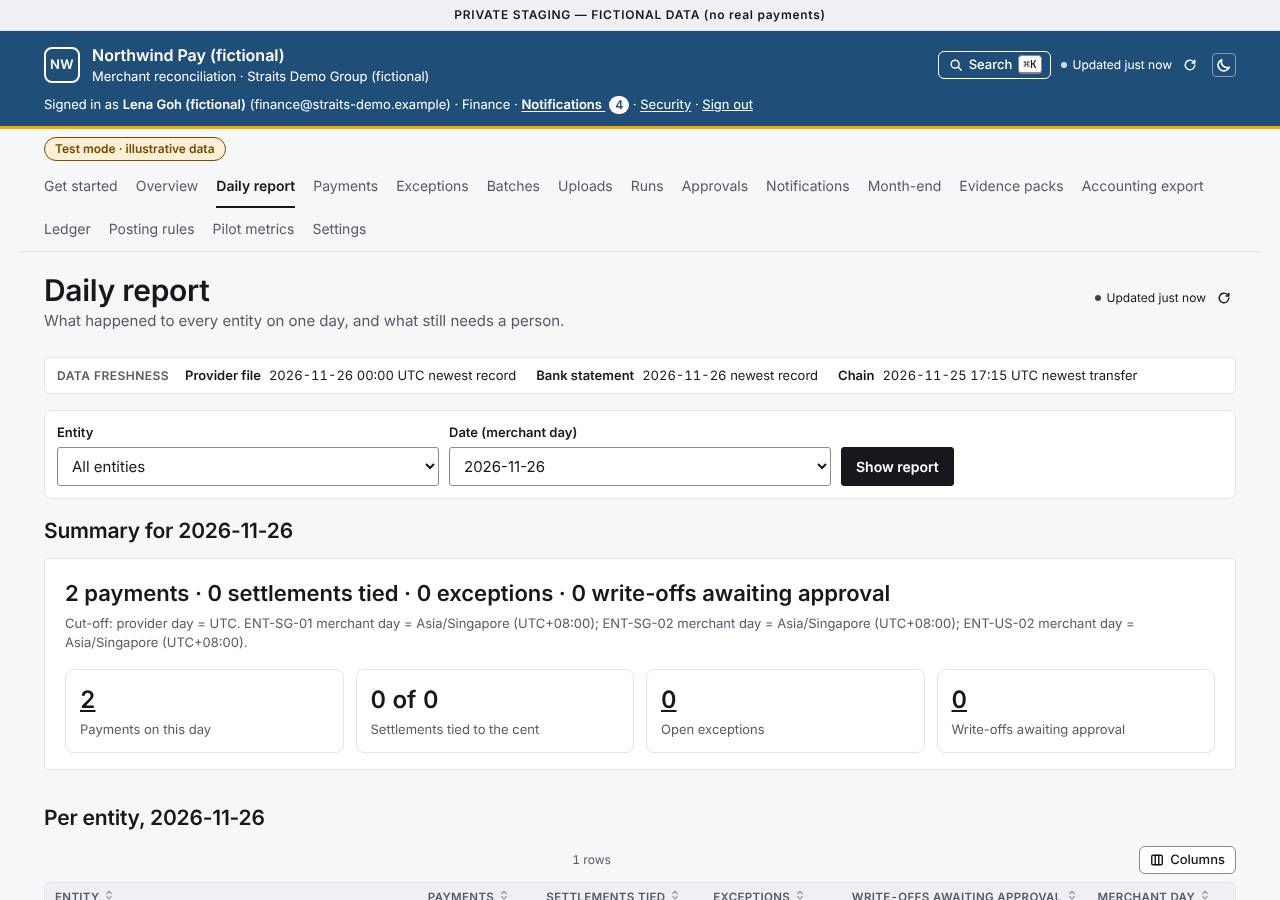 PRIVATE STAGING — FICTIONAL DATA (no real payments)
NW
Northwind Pay (fictional)
Merchant reconciliation · Straits Demo Group (fictional)
Search ⌘K
Updated just now
Signed in as Lena Goh (fictional) (finance@straits-demo.example) · Finance · Notifications 4 · Security · Sign out
Test mode · illustrative data
Get started Overview Daily report Payments Exceptions Batches Uploads Runs Approvals Notifications Month-end Evidence packs Accounting export
Ledger Posting rules Pilot metrics Settings
Daily report
Updated just now
What happened to every entity on one day, and what still needs a person.
DATA FRESHNESS Provider file 2026-11-26 00:00 UTC newest record Bank statement 2026-11-26 newest record Chain 2026-11-25 17:15 UTC newest transfer
Entity Date (merchant day)
All entities 2026-11-26 Show report
Summary for 2026-11-26
2 payments · 0 settlements tied · 0 exceptions · 0 write-offs awaiting approval
Cut-off: provider day = UTC. ENT-SG-01 merchant day = Asia/Singapore (UTC+08:00); ENT-SG-02 merchant day = Asia/Singapore (UTC+08:00); ENT-US-02 merchant day =
Asia/Singapore (UTC+08:00).
2 0 of 0 0 0
Payments on this day Settlements tied to the cent Open exceptions Write-offs awaiting approval
Per entity, 2026-11-26
1 rows Columns
ENTITY PAYMENTS SETTLEMENTS TIED EXCEPTIONS WRITE-OFFS AWAITING APPROVAL MERCHANT DAY